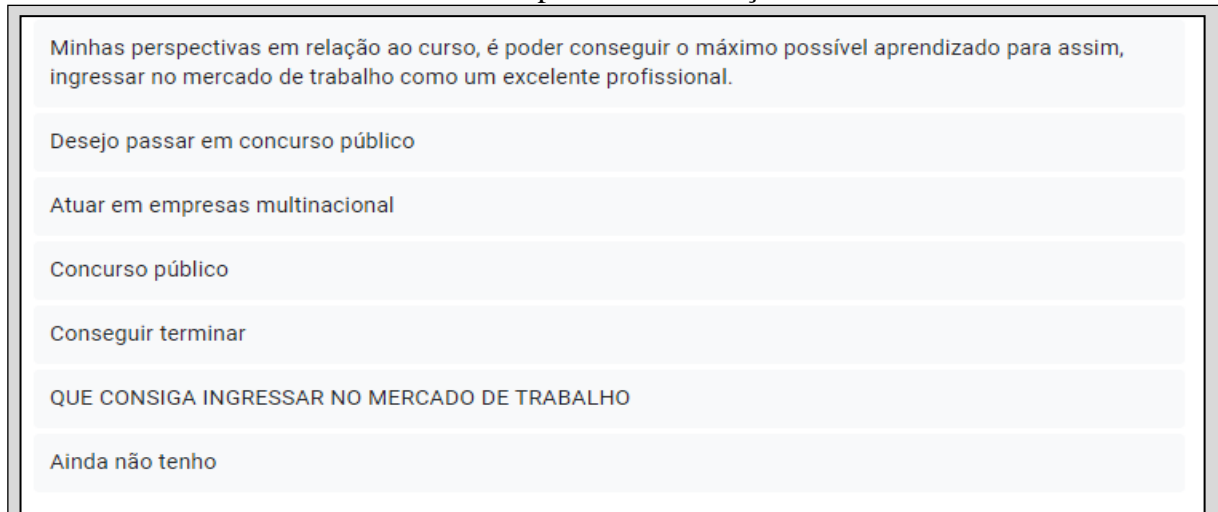 Minhas perspectivas em relação ao curso, é poder conseguir o máximo possível aprendizado para assim,
ingressar no mercado de trabalho como um excelente profissional.
Desejo passar em concurso público
Atuar em empresas multinacional
Concurso público
Conseguir terminar
QUE CONSIGA INGRESSAR NO MERCADO DE TRABALHO
Ainda não tenho